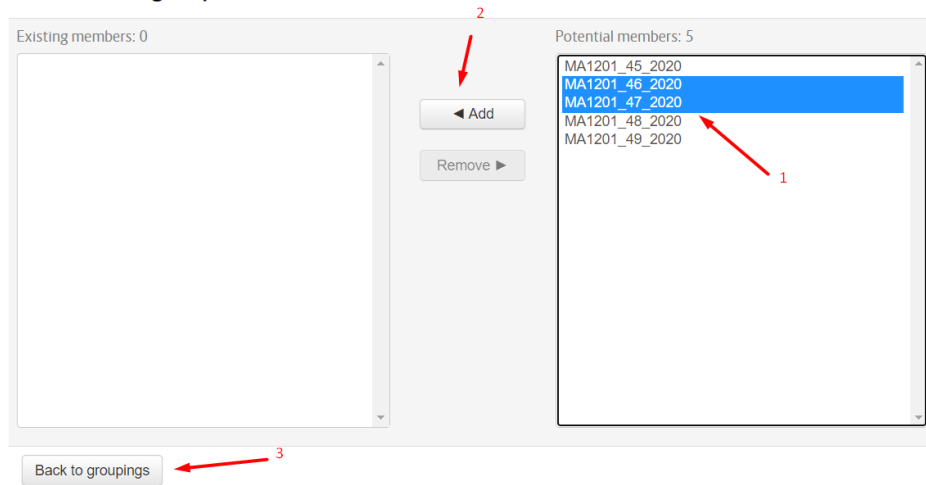 2
Existing members: 0
Potential members: 5
MA1201_45_2020
MA1201_46_2020
MA1201_47_2020
MA1201_48_2020
MA1201_49_2020
◄ Add
Remove ►
1
3
Back to groupings